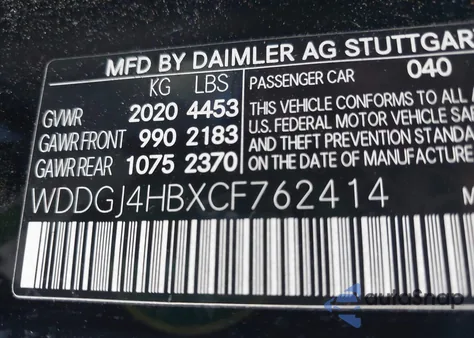 MFD BY DAIMLER AG STUTTGAR
KG LBS
GVWR 2020 4453
GAWR FRONT 990 2183
GAWR REAR 1075 2370
PASSENGER CAR 040
THIS VEHICLE CONFORMS TO ALL
U.S. FEDERAL MOTOR VEHICLE SA
AND THEFT PREVENTION STANDA
ON THE DATE OF MANUFACTURE
WDDGJ4HBXCF762414
autoSnap